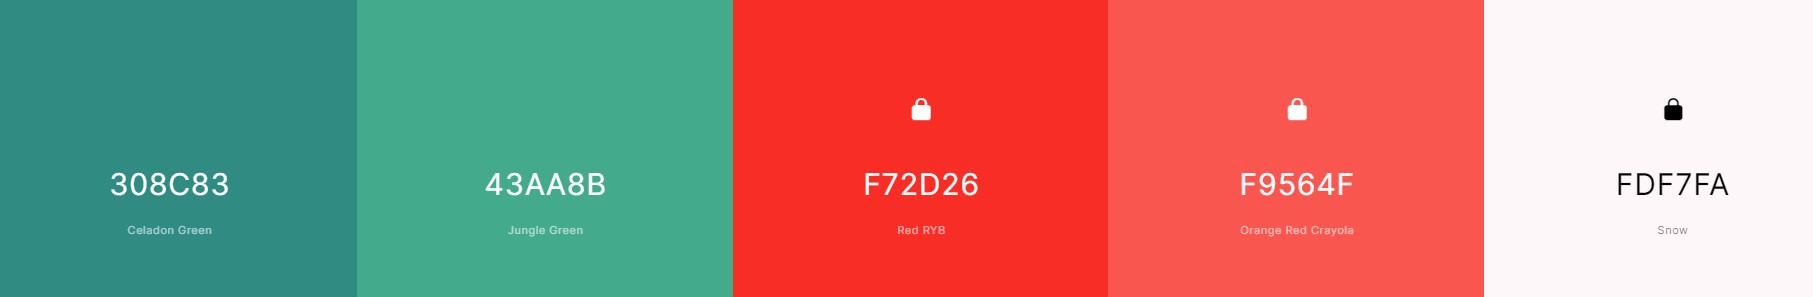 308C83
Celadon Green
43AA8B
Jungle Green
F72D26
Red RYB
F9564F
Orange Red Crayola
FDF7FA
Snow